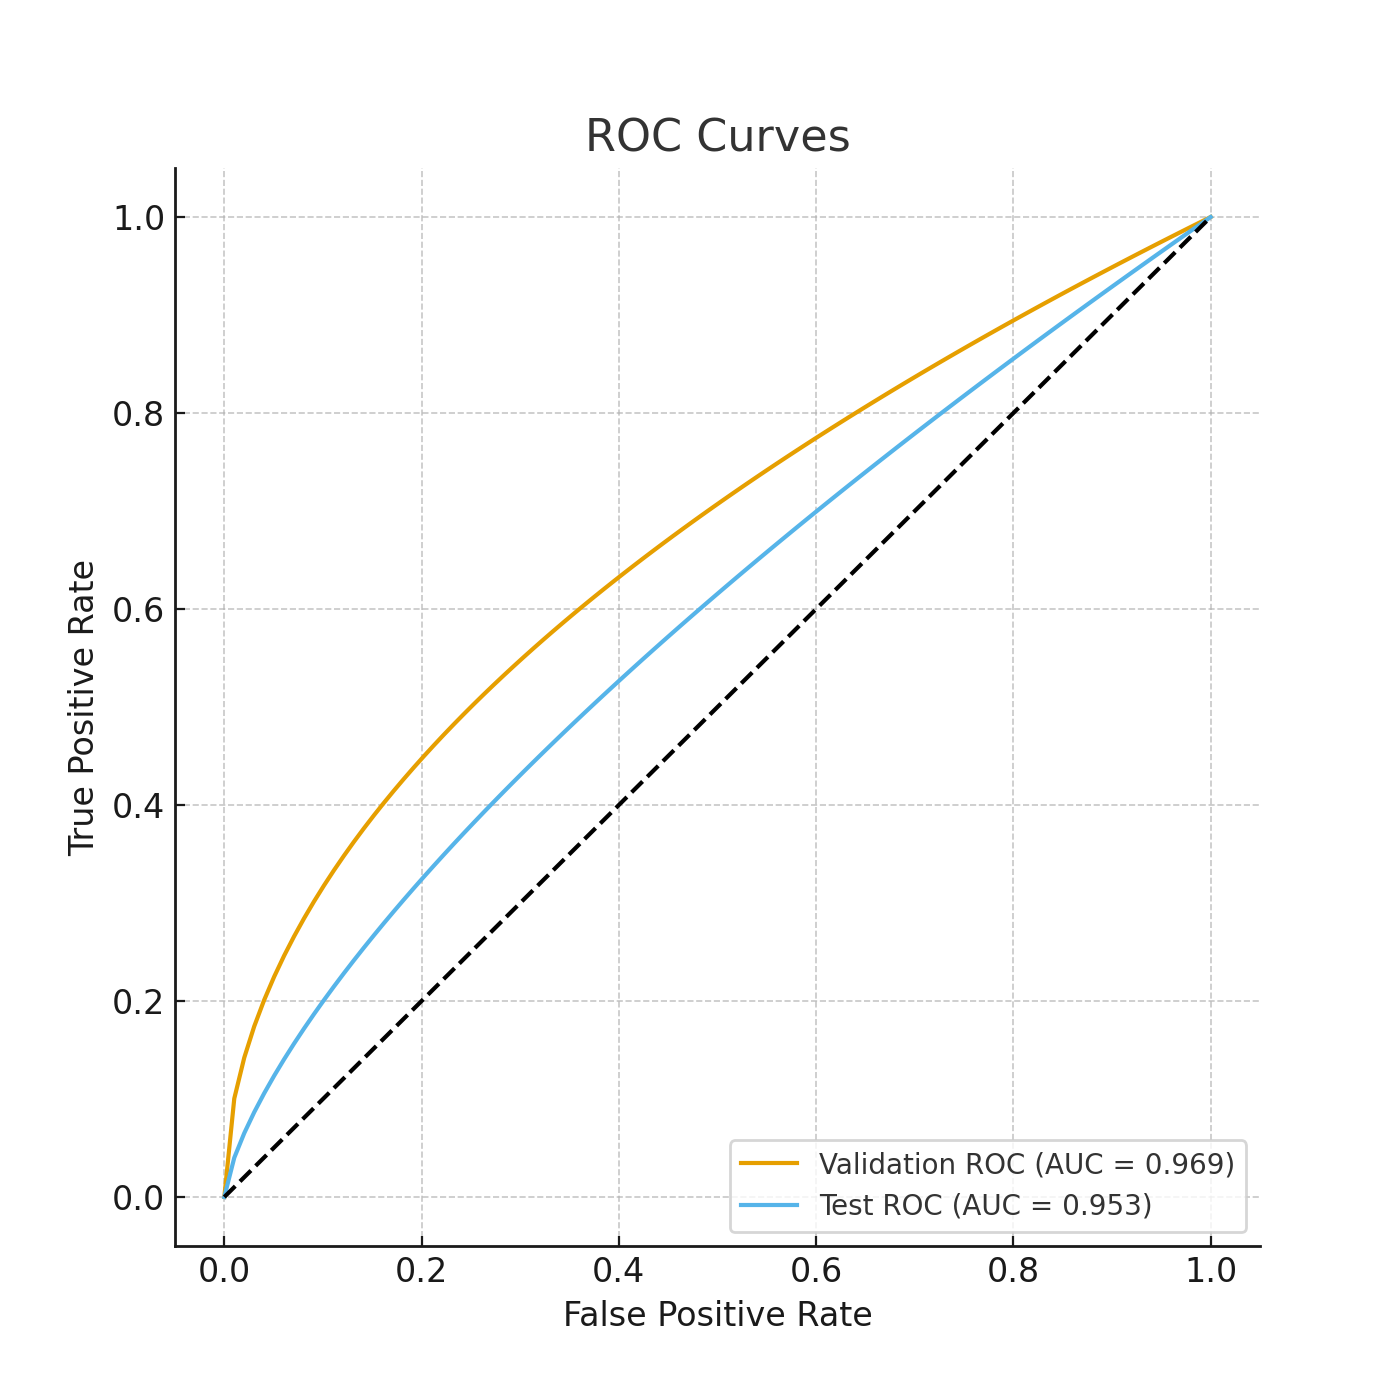 ROC Curves
1.0
0.8
0.6
0.4
0.2
0.0
True Positive Rate
Validation ROC (AUC = 0.969)
Test ROC (AUC = 0.953)
0.0 0.2 0.4 0.6 0.8 1.0
False Positive Rate